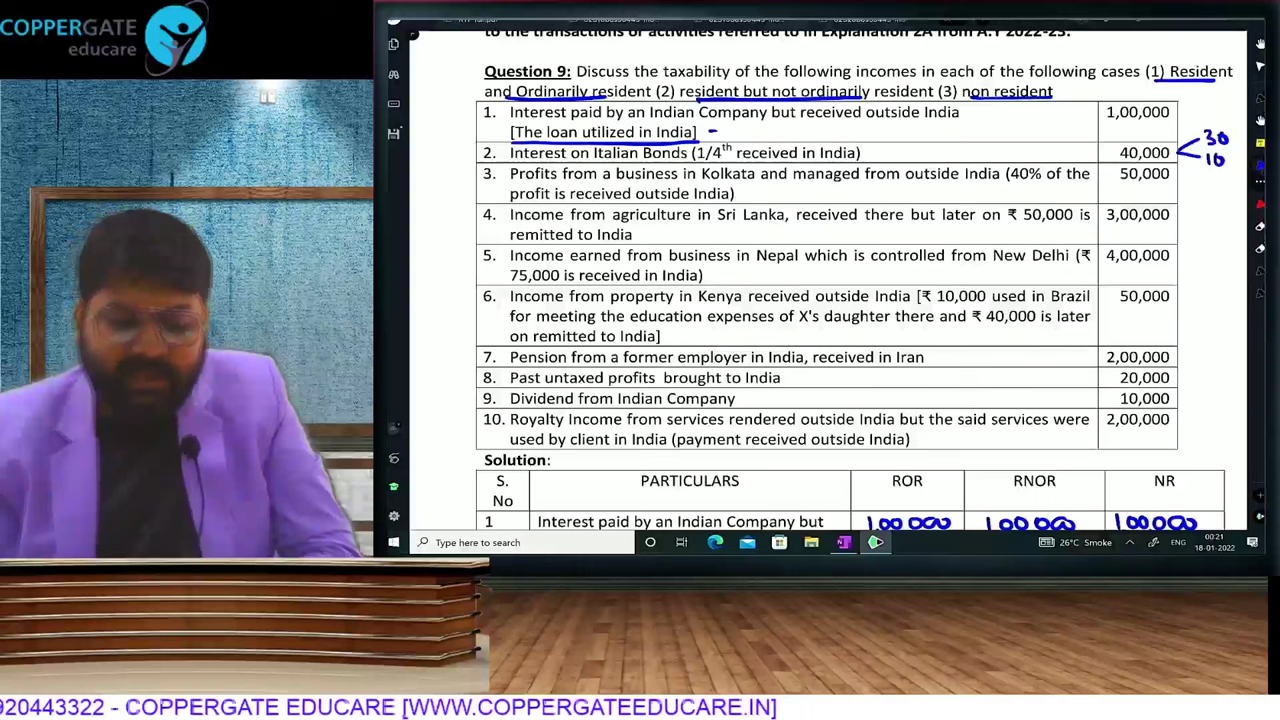 COPPERGATE
educare
to the transactions or activities referred to in Explanation 2A from A.Y 2022-23.
Question 9: Discuss the taxability of the following incomes in each of the following cases (1) Resident
and Ordinarily resident (2) resident but not ordinarily resident (3) non resident
1. Interest paid by an Indian Company but received outside India 1,00,000
[The loan utilized in India] -
2. Interest on Italian Bonds (1/4th received in India) 40,000
30
10
3. Profits from a business in Kolkata and managed from outside India (40% of the 50,000
profit is received outside India)
4. Income from agriculture in Sri Lanka, received there but later on ₹ 50,000 is 3,00,000
remitted to India
5. Income earned from business in Nepal which is controlled from New Delhi (₹ 4,00,000
75,000 is received in India)
6. Income from property in Kenya received outside India [₹ 10,000 used in Brazil 50,000
for meeting the education expenses of X's daughter there and ₹ 40,000 is later
on remitted to India]
7. Pension from a former employer in India, received in Iran 2,00,000
8. Past untaxed profits brought to India 20,000
9. Dividend from Indian Company 10,000
10. Royalty Income from services rendered outside India but the said services were 2,00,000
used by client in India (payment received outside India)
Solution:
S. PARTICULARS ROR RNOR NR
No
1 Interest paid by an Indian Company but 100000 100000 100000
Type here to search
26°C Smoke ENG 00:21
18-01-2022
920443322 - COPPERGATE EDUCARE [WWW.COPPERGATEEDUCARE.IN]